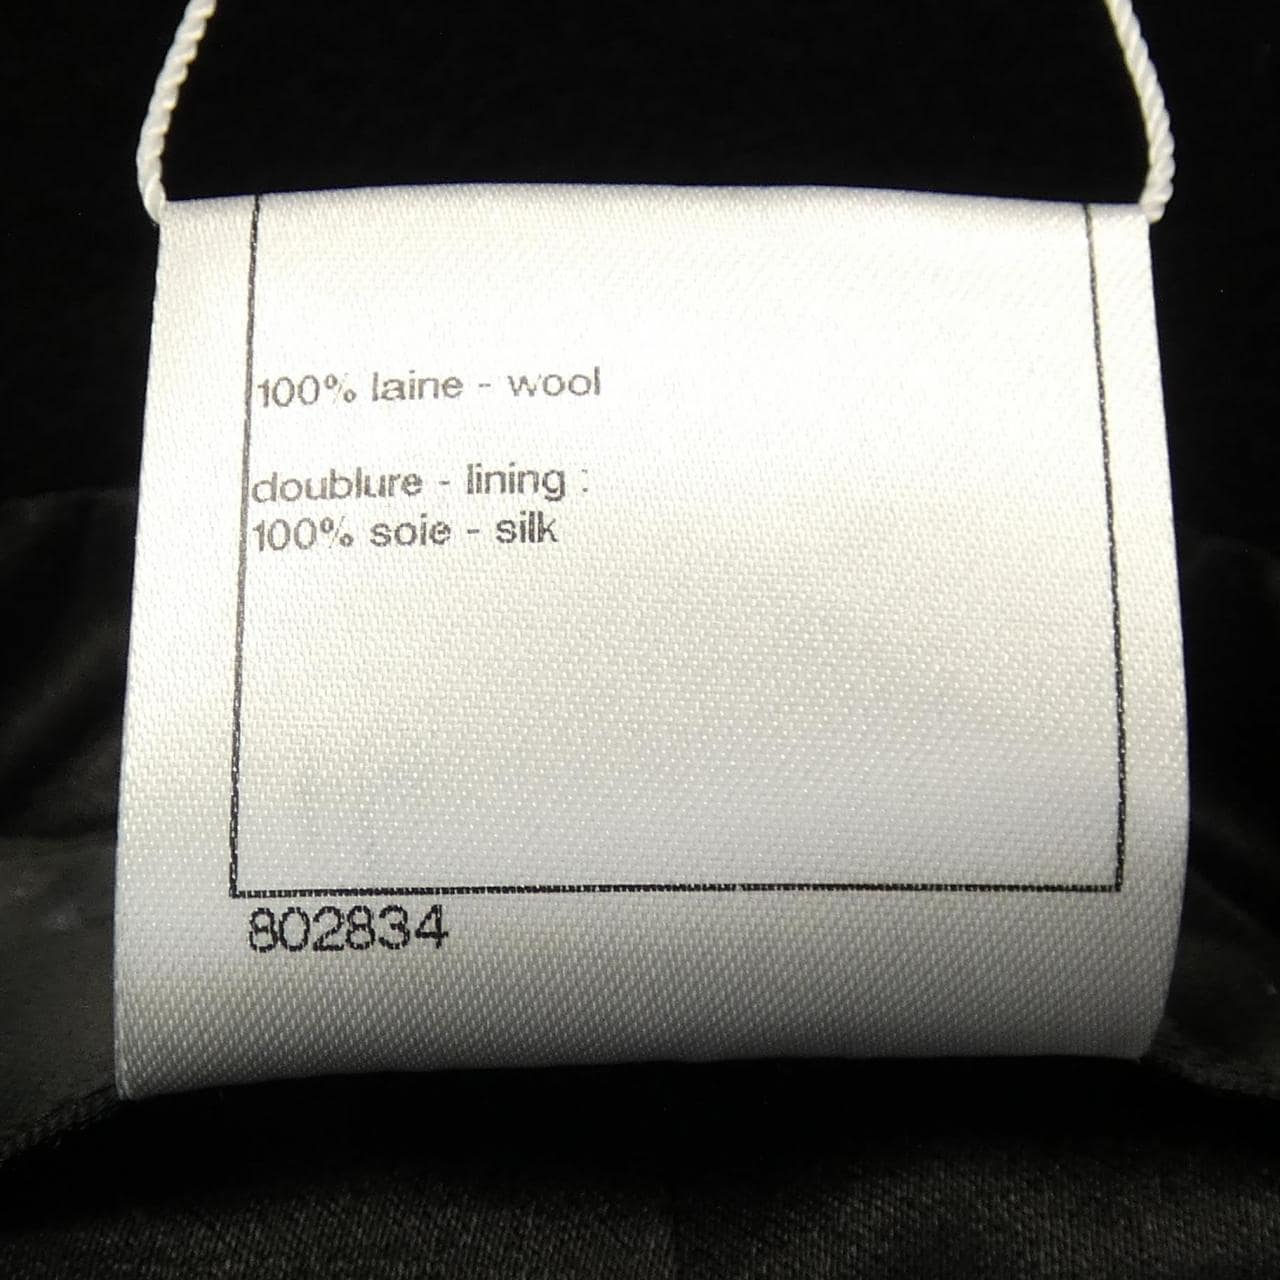 100% laine - wool
doublure - lining :
100% soie - silk
802834